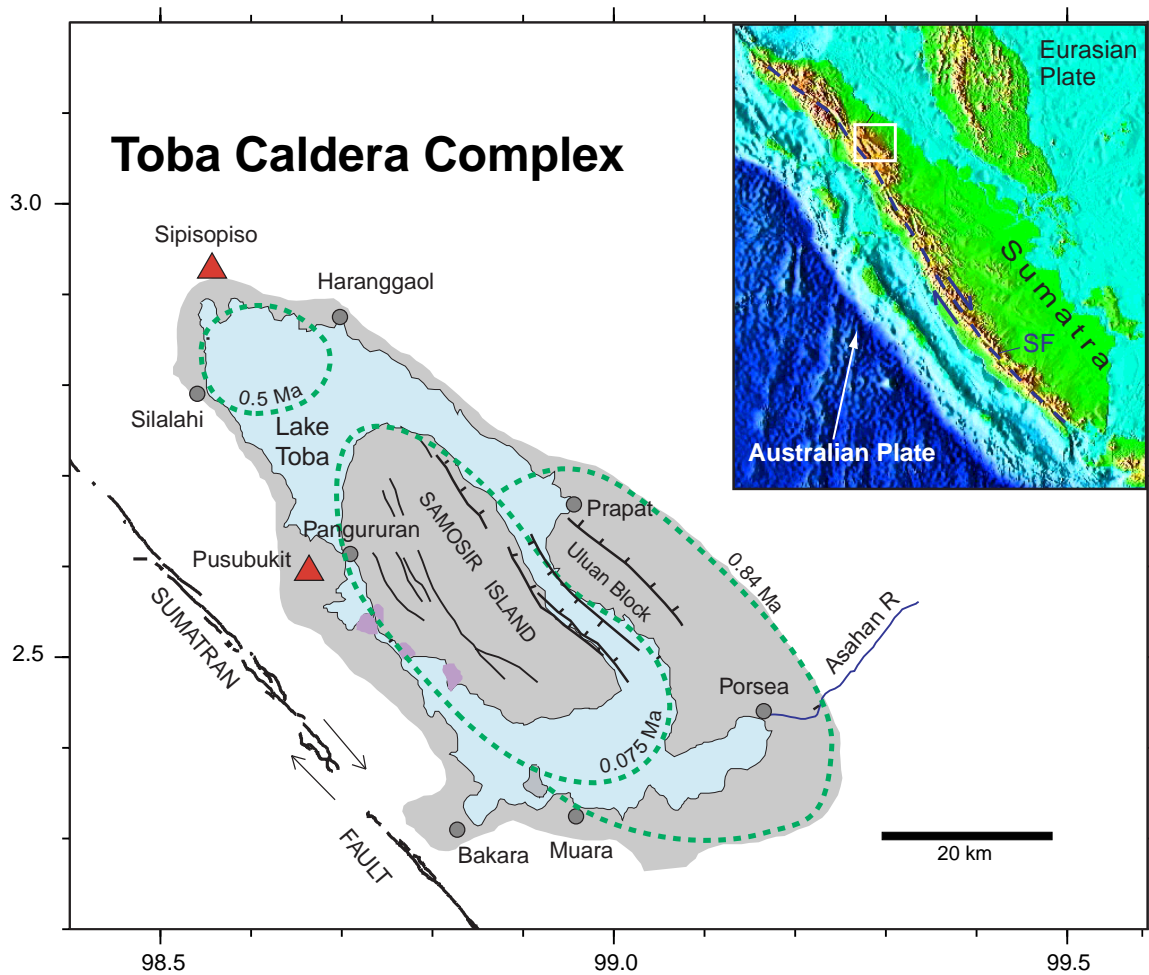 Toba Caldera Complex
Eurasian
Plate
Sumatra
SF
Australian Plate
3.0
2.5
98.5
99.0
99.5
Sipisopiso
Haranggaol
0.5 Ma
Silalahi
Lake
Toba
Prapat
Pangururan
Pusubukit
SAMOSIR
ISLAND
Uluan Block
0.84 Ma
Asahan R
Porsea
0.075 Ma
SUMATRAN
FAULT
Bakara
Muara
20 km